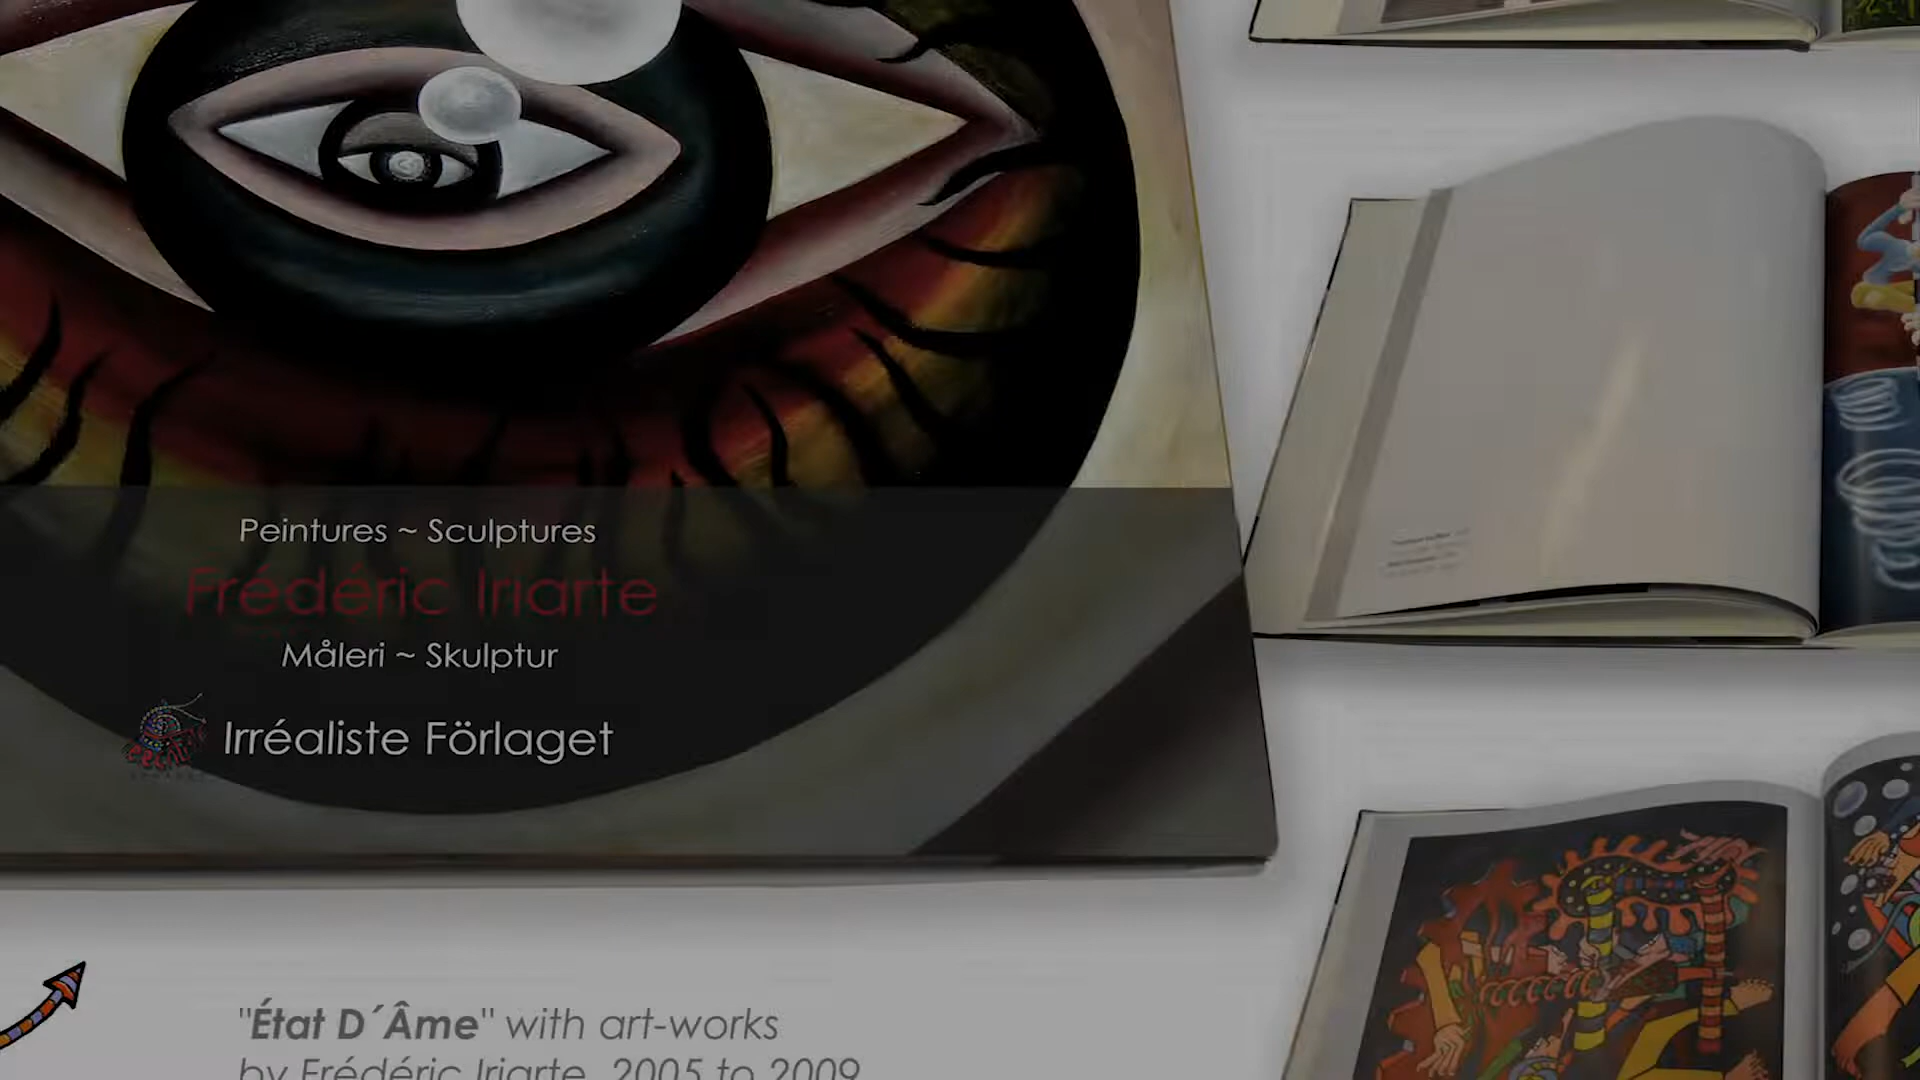 Peintures ~ Sculptures
Frédéric Iriarte
Måleri ~ Skulptur
Irréaliste Förlaget
"État D´Âme" with art-works
by Frédéric Iriarte, 2005 to 2009